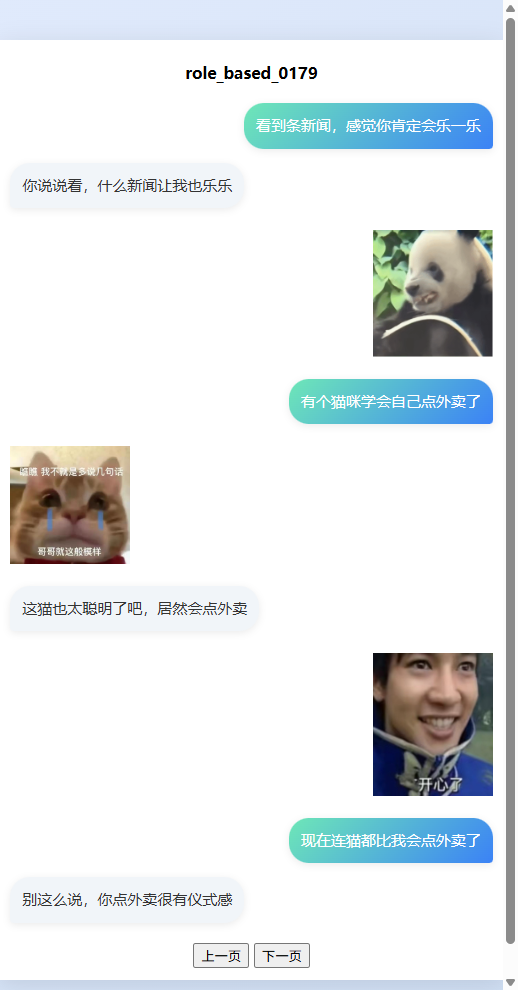 role_based_0179
看到条新闻，感觉你肯定会乐一乐
你说说看，什么新闻让我也乐乐
有个猫咪学会自己点外卖了
瞧瞧 我不就是多说几句话
哥哥就这般模样
这猫也太聪明了吧，居然会点外卖
开心了
现在连猫都比我会点外卖了
别这么说，你点外卖很有仪式感
上一页 下一页